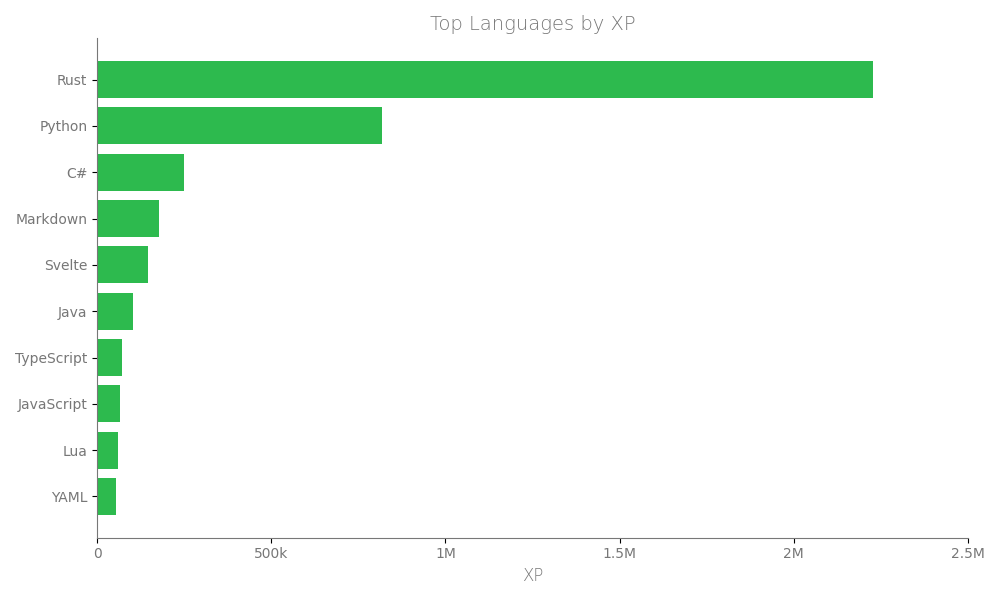 Top Languages by XP
Rust
Python
C#
Markdown
Svelte
Java
TypeScript
JavaScript
Lua
YAML
0 500k 1M 1.5M 2M 2.5M
XP